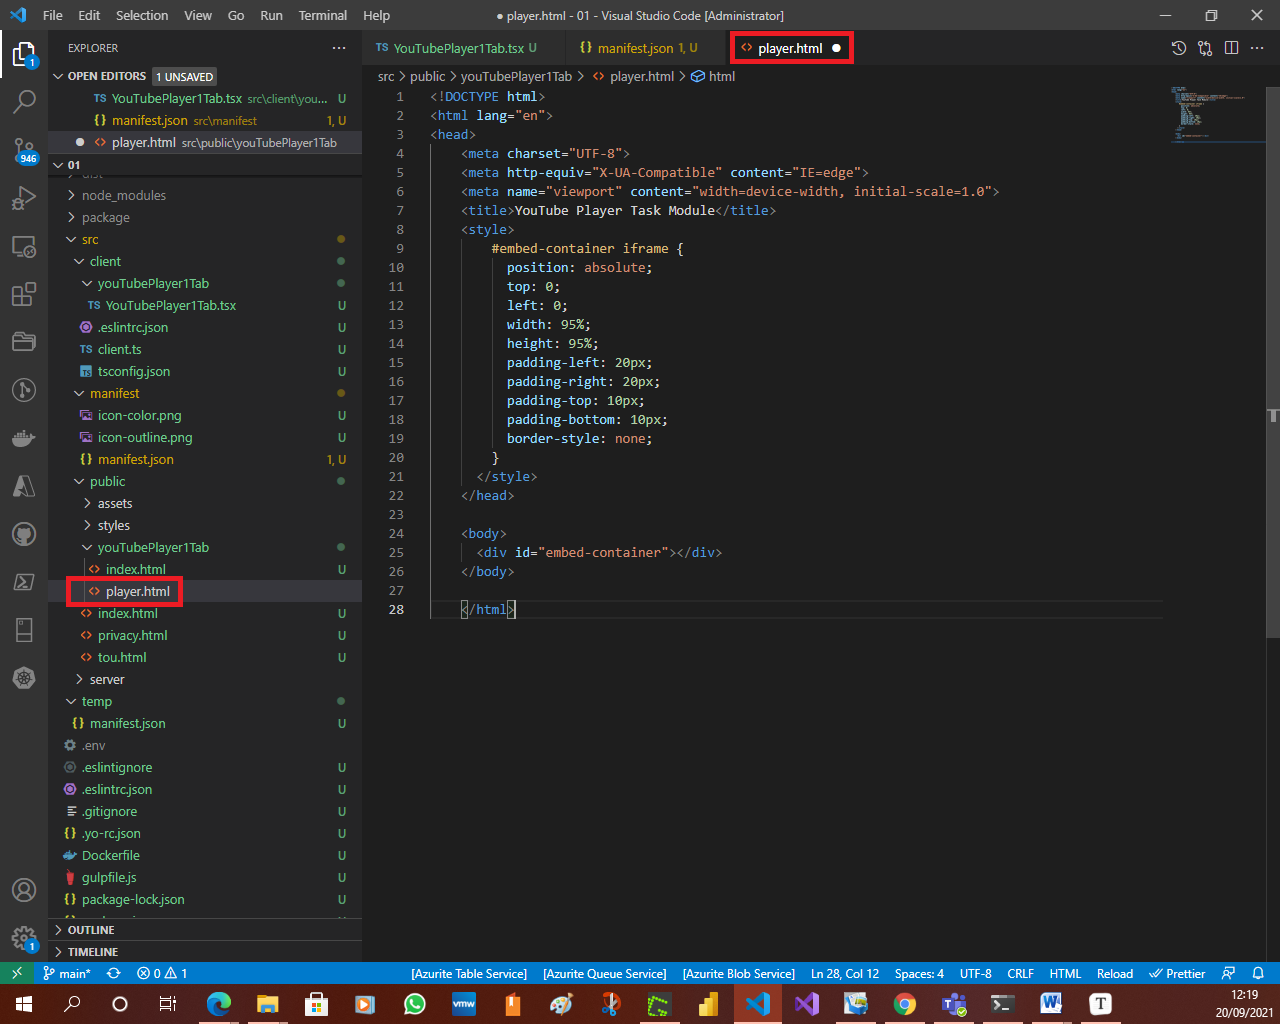 File Edit Selection View Go Run Terminal Help
● player.html - 01 - Visual Studio Code [Administrator]
EXPLORER ···
TS YouTubePlayer1Tab.tsx U
{} manifest.json 1, U
<> player.html ●
OPEN EDITORS 1 UNSAVED
TS YouTubePlayer1Tab.tsx src\client\you... U
{} manifest.json src\manifest 1, U
● <> player.html src\public\youTubePlayer1Tab
01
node_modules
package
src
client
youTubePlayer1Tab
TS YouTubePlayer1Tab.tsx U
.eslintrc.json U
TS client.ts U
tsconfig.json U
manifest
icon-color.png U
icon-outline.png U
{} manifest.json 1, U
public
assets
styles
youTubePlayer1Tab
<> index.html U
<> player.html
<> index.html U
<> privacy.html U
<> tou.html U
server
temp
{} manifest.json U
.env
.eslintignore U
.eslintrc.json U
.gitignore U
{} .yo-rc.json U
Dockerfile U
gulpfile.js U
{} package-lock.json U
OUTLINE
TIMELINE
1
946
1
src > public > youTubePlayer1Tab > <> player.html > html
1 <!DOCTYPE html>
2 <html lang="en">
3 <head>
4 <meta charset="UTF-8">
5 <meta http-equiv="X-UA-Compatible" content="IE=edge">
6 <meta name="viewport" content="width=device-width, initial-scale=1.0">
7 <title>YouTube Player Task Module</title>
8 <style>
9 #embed-container iframe {
10 position: absolute;
11 top: 0;
12 left: 0;
13 width: 95%;
14 height: 95%;
15 padding-left: 20px;
16 padding-right: 20px;
17 padding-top: 10px;
18 padding-bottom: 10px;
19 border-style: none;
20 }
21 </style>
22 </head>
23
24 <body>
25 <div id="embed-container"></div>
26 </body>
27
28 </html>
main* 0 1 [Azurite Table Service] [Azurite Queue Service] [Azurite Blob Service] Ln 28, Col 12 Spaces: 4 UTF-8 CRLF HTML Reload Prettier
vmw
T
12:19
20/09/2021